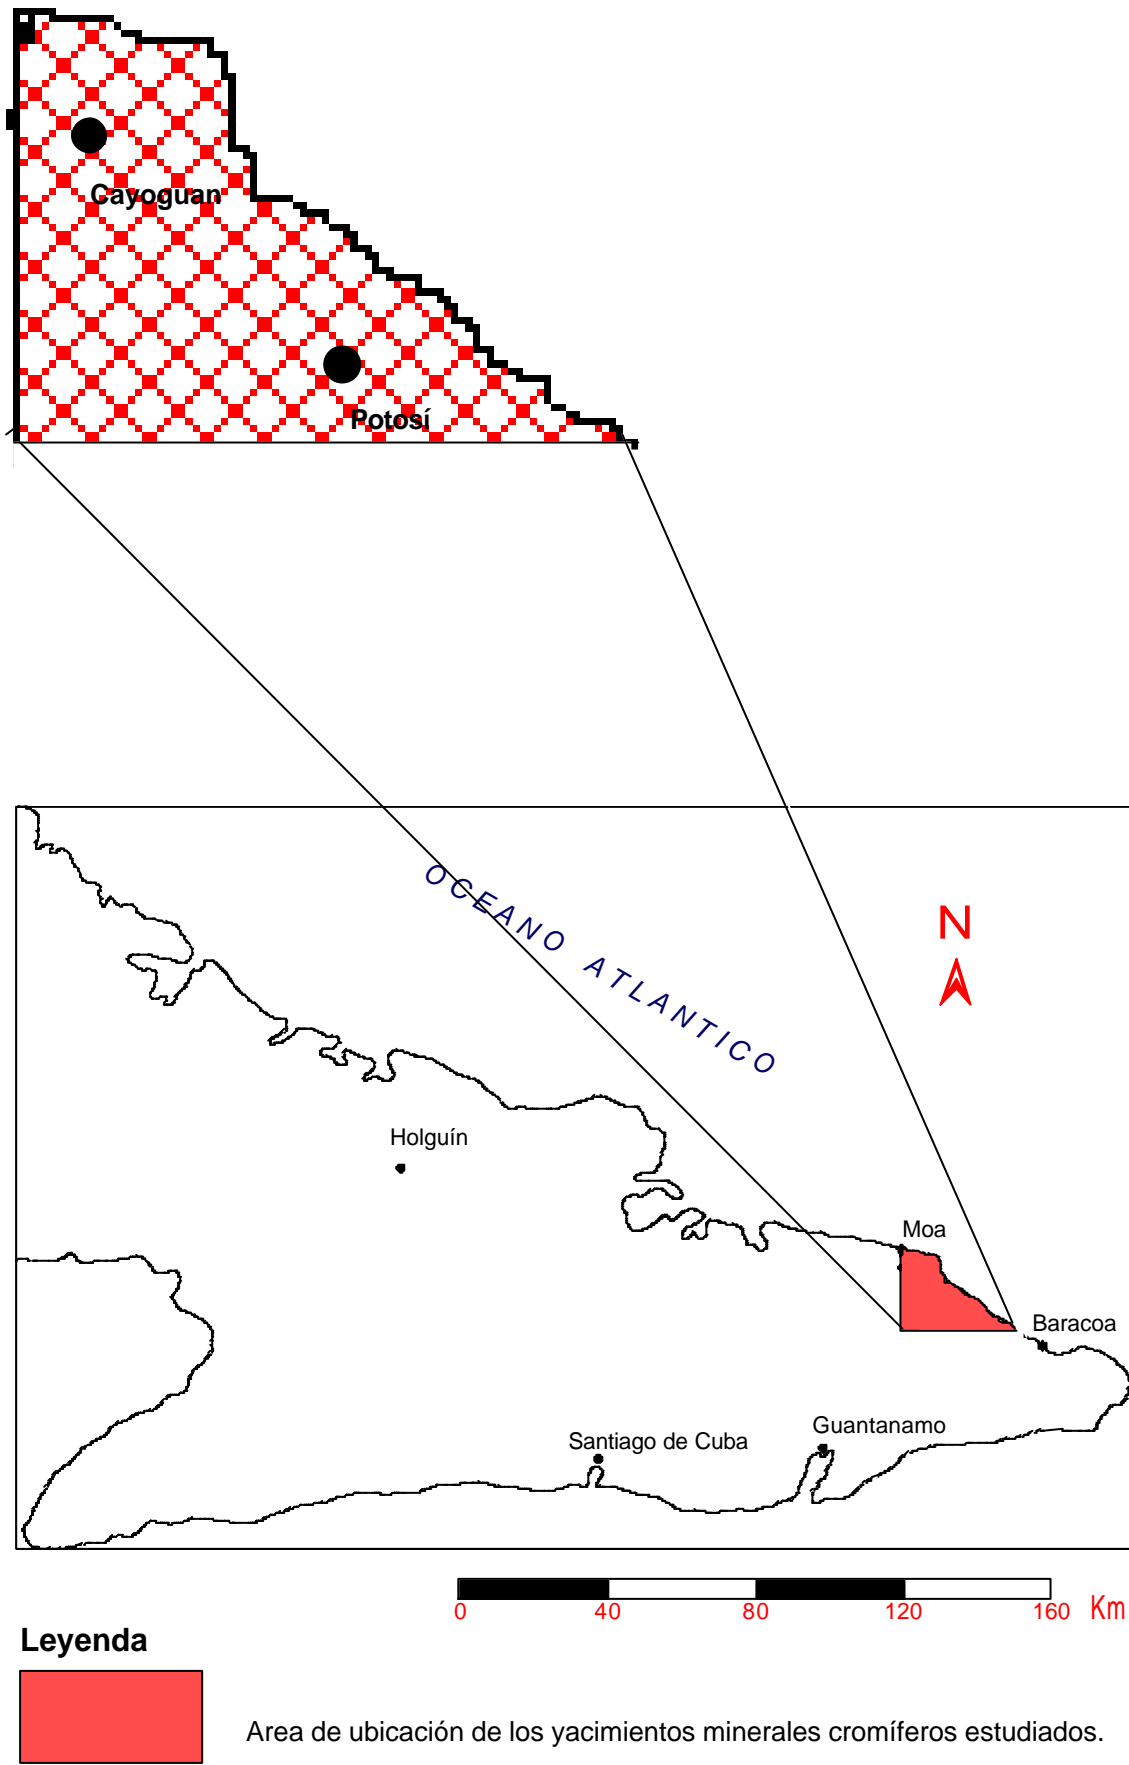 Cayoguan
Potosí
OCEANO ATLANTICO
N
Holguín
Moa
Baracoa
Guantanamo
Santiago de Cuba
0 40 80 120 160 Km
Leyenda
Area de ubicación de los yacimientos minerales cromíferos estudiados.